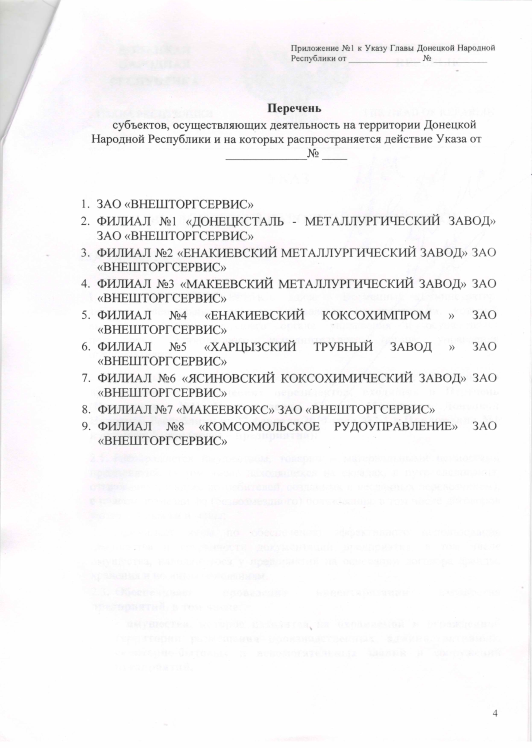 Приложение №1 к Указу Главы Донецкой Народной
Республики от _________________ № ____________
Перечень
субъектов, осуществляющих деятельность на территории Донецкой
Народной Республики и на которых распространяется действие Указа от
_____________№ ____
1. ЗАО «ВНЕШТОРГСЕРВИС»
2. ФИЛИАЛ №1 «ДОНЕЦКСТАЛЬ - МЕТАЛЛУРГИЧЕСКИЙ ЗАВОД»
ЗАО «ВНЕШТОРГСЕРВИС»
3. ФИЛИАЛ №2 «ЕНАКИЕВСКИЙ МЕТАЛЛУРГИЧЕСКИЙ ЗАВОД» ЗАО
«ВНЕШТОРГСЕРВИС»
4. ФИЛИАЛ №3 «МАКЕЕВСКИЙ МЕТАЛЛУРГИЧЕСКИЙ ЗАВОД» ЗАО
«ВНЕШТОРГСЕРВИС»
5. ФИЛИАЛ №4 «ЕНАКИЕВСКИЙ КОКСОХИМПРОМ » ЗАО
«ВНЕШТОРГСЕРВИС»
6. ФИЛИАЛ №5 «ХАРЦЫЗСКИЙ ТРУБНЫЙ ЗАВОД » ЗАО
«ВНЕШТОРГСЕРВИС»
7. ФИЛИАЛ №6 «ЯСИНОВСКИЙ КОКСОХИМИЧЕСКИЙ ЗАВОД» ЗАО
«ВНЕШТОРГСЕРВИС»
8. ФИЛИАЛ №7 «МАКЕЕВКОКС» ЗАО «ВНЕШТОРГСЕРВИС»
9. ФИЛИАЛ №8 «КОМСОМОЛЬСКОЕ РУДОУПРАВЛЕНИЕ» ЗАО
«ВНЕШТОРГСЕРВИС»
4